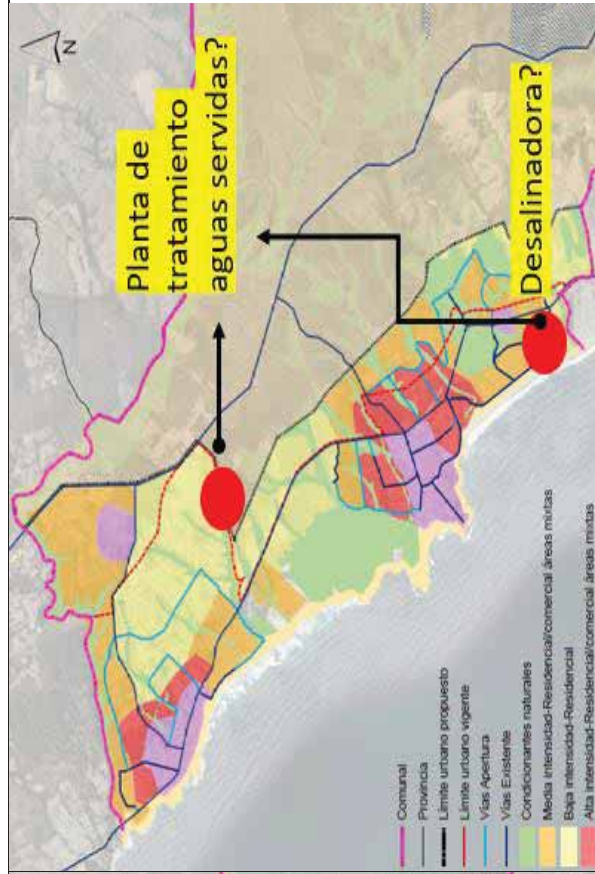 N
Planta de
tratamiento
aguas servidas?
Desalinadora?
Comunal
Provincia
Límite urbano propuesto
Límite urbano vigente
Vías Apertura
Vías Existente
Condicionantes naturales
Media intensidad-Residencial/comercial áreas mixtas
Baja intensidad-Residencial
Alta intensidad-Residencial/comercial áreas mixtas